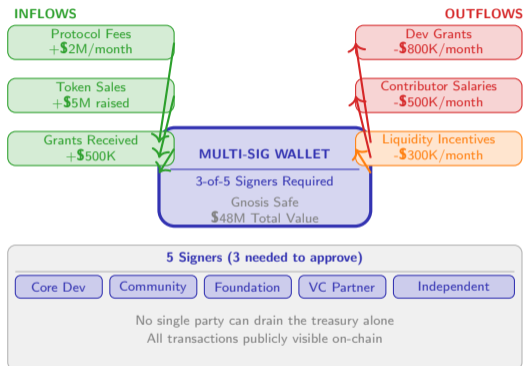 INFLOWS
OUTFLOWS
Protocol Fees
+$2M/month
Dev Grants
-$800K/month
Token Sales
+$5M raised
Contributor Salaries
-$500K/month
Grants Received
+$500K
Liquidity Incentives
-$300K/month
MULTI-SIG WALLET
3-of-5 Signers Required
Gnosis Safe
$48M Total Value
5 Signers (3 needed to approve)
Core Dev
Community
Foundation
VC Partner
Independent
No single party can drain the treasury alone
All transactions publicly visible on-chain